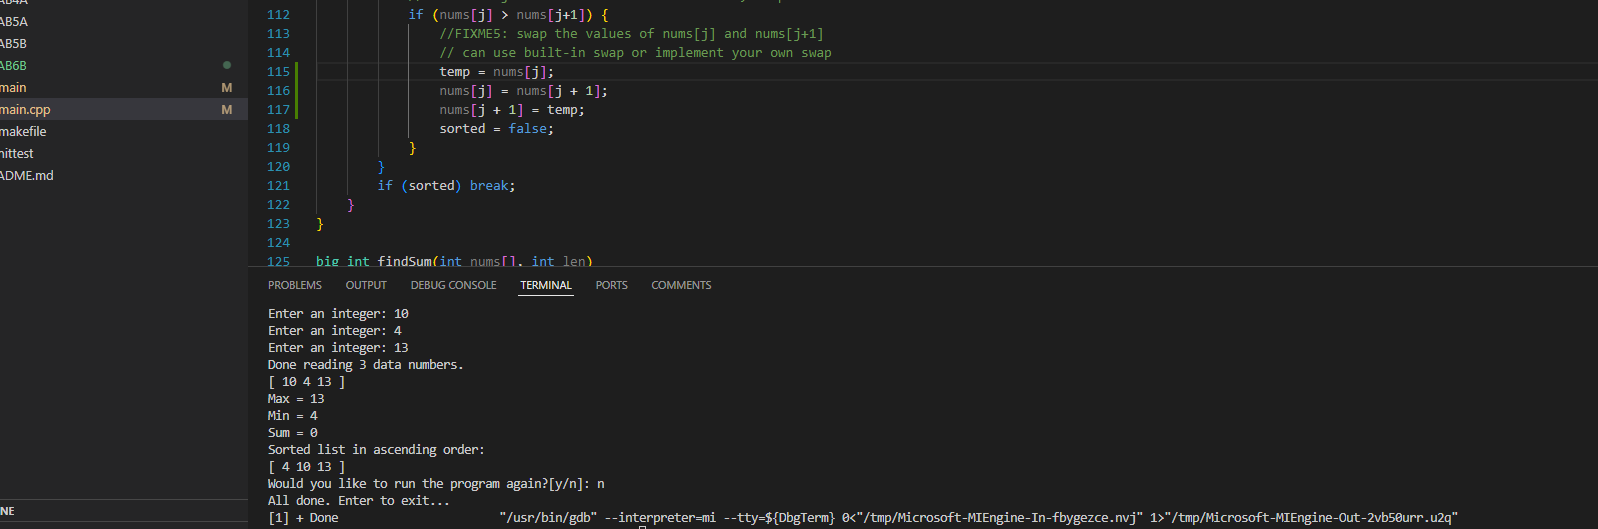 AB4A
AB5A
AB5B
AB6B
main M
main.cpp M
makefile
nittest
ADME.md
NE
112 if (nums[j] > nums[j+1]) {
113 //FIXME5: swap the values of nums[j] and nums[j+1]
114 // can use built-in swap or implement your own swap
115 temp = nums[j];
116 nums[j] = nums[j + 1];
117 nums[j + 1] = temp;
118 sorted = false;
119 }
120 }
121 if (sorted) break;
122 }
123 }
124
125 big_int findSum(int nums[], int len)
PROBLEMS OUTPUT DEBUG CONSOLE TERMINAL PORTS COMMENTS
Enter an integer: 10
Enter an integer: 4
Enter an integer: 13
Done reading 3 data numbers.
[ 10 4 13 ]
Max = 13
Min = 4
Sum = 0
Sorted list in ascending order:
[ 4 10 13 ]
Would you like to run the program again?[y/n]: n
All done. Enter to exit...
[1] + Done "/usr/bin/gdb" --interpreter=mi --tty=${DbgTerm} 0<"/tmp/Microsoft-MIEngine-In-fbygezce.nvj" 1>"/tmp/Microsoft-MIEngine-Out-2vb50urr.u2q"